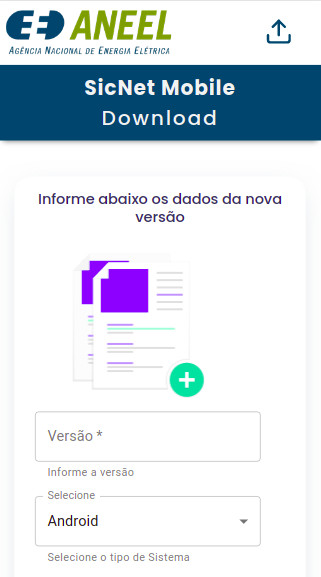 ANEEL
AGÊNCIA NACIONAL DE ENERGIA ELÉTRICA
SicNet Mobile
Download
Informe abaixo os dados da nova
versão
Versão *
Informe a versão
Selecione
Android
Selecione o tipo de Sistema